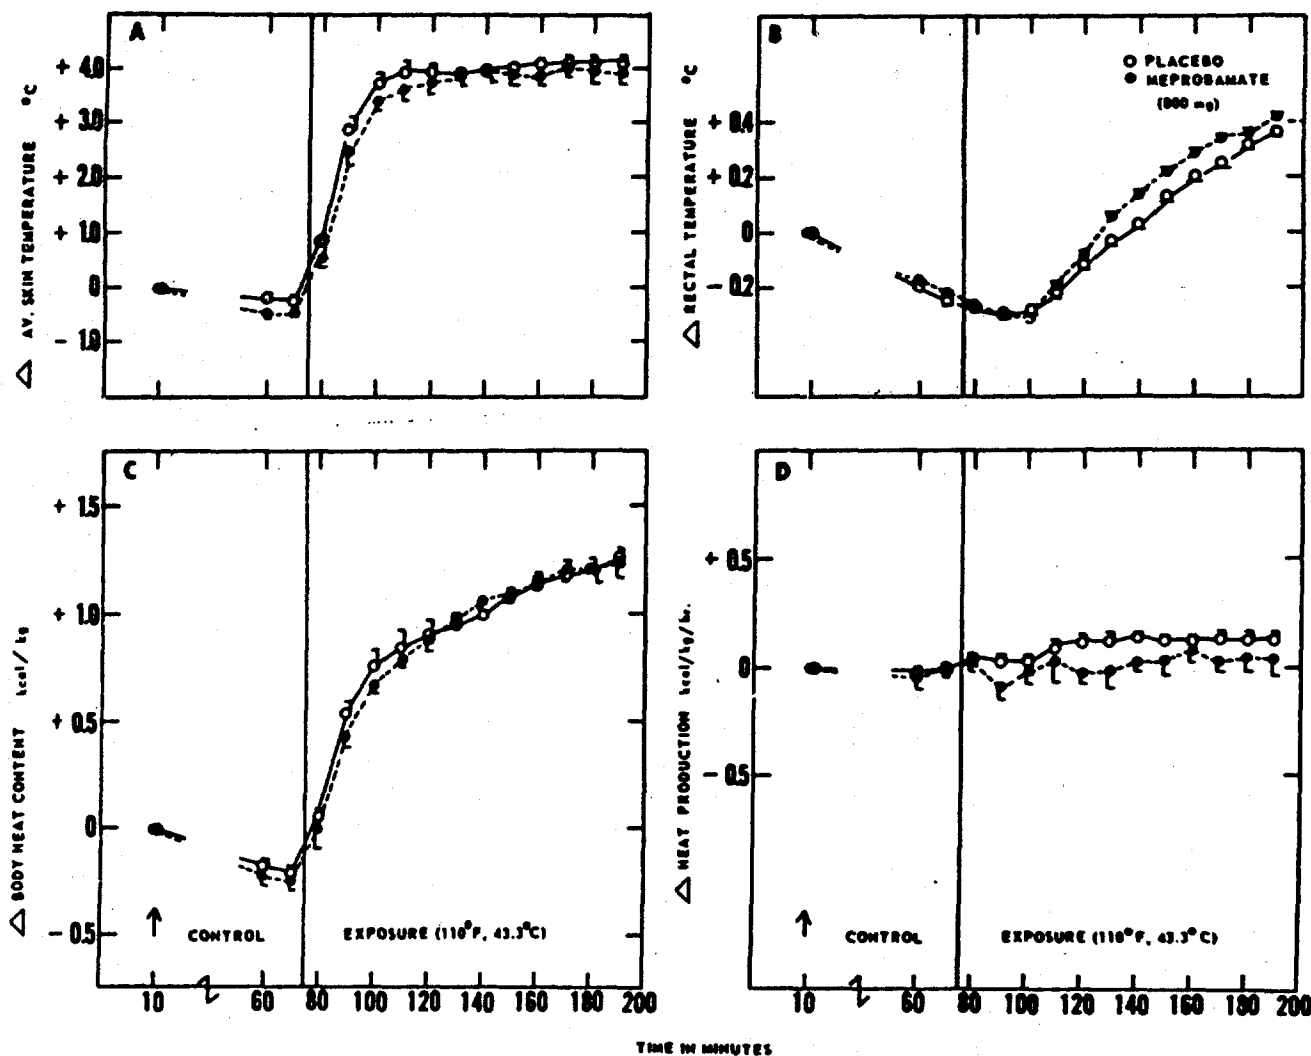 A
+ 4.0
+ 3.0
+ 2.0
+ 1.0
0
- 1.0
△ AV. SKIN TEMPERATURE °C
B
○ PLACEBO
● MEPROBAMATE
(800 mg)
+ 0.4
+ 0.2
0
- 0.2
△ RECTAL TEMPERATURE °C
C
+ 1.5
+ 1.0
+ 0.5
0
- 0.5
△ BODY HEAT CONTENT kcal/kg
CONTROL EXPOSURE (110°F, 43.3°C)
10 60 80 100 120 140 160 180 200
D
+ 0.5
0
- 0.5
△ HEAT PRODUCTION kcal/kg/hr.
CONTROL EXPOSURE (110°F, 43.3°C)
10 60 80 100 120 140 160 180 200
TIME IN MINUTES